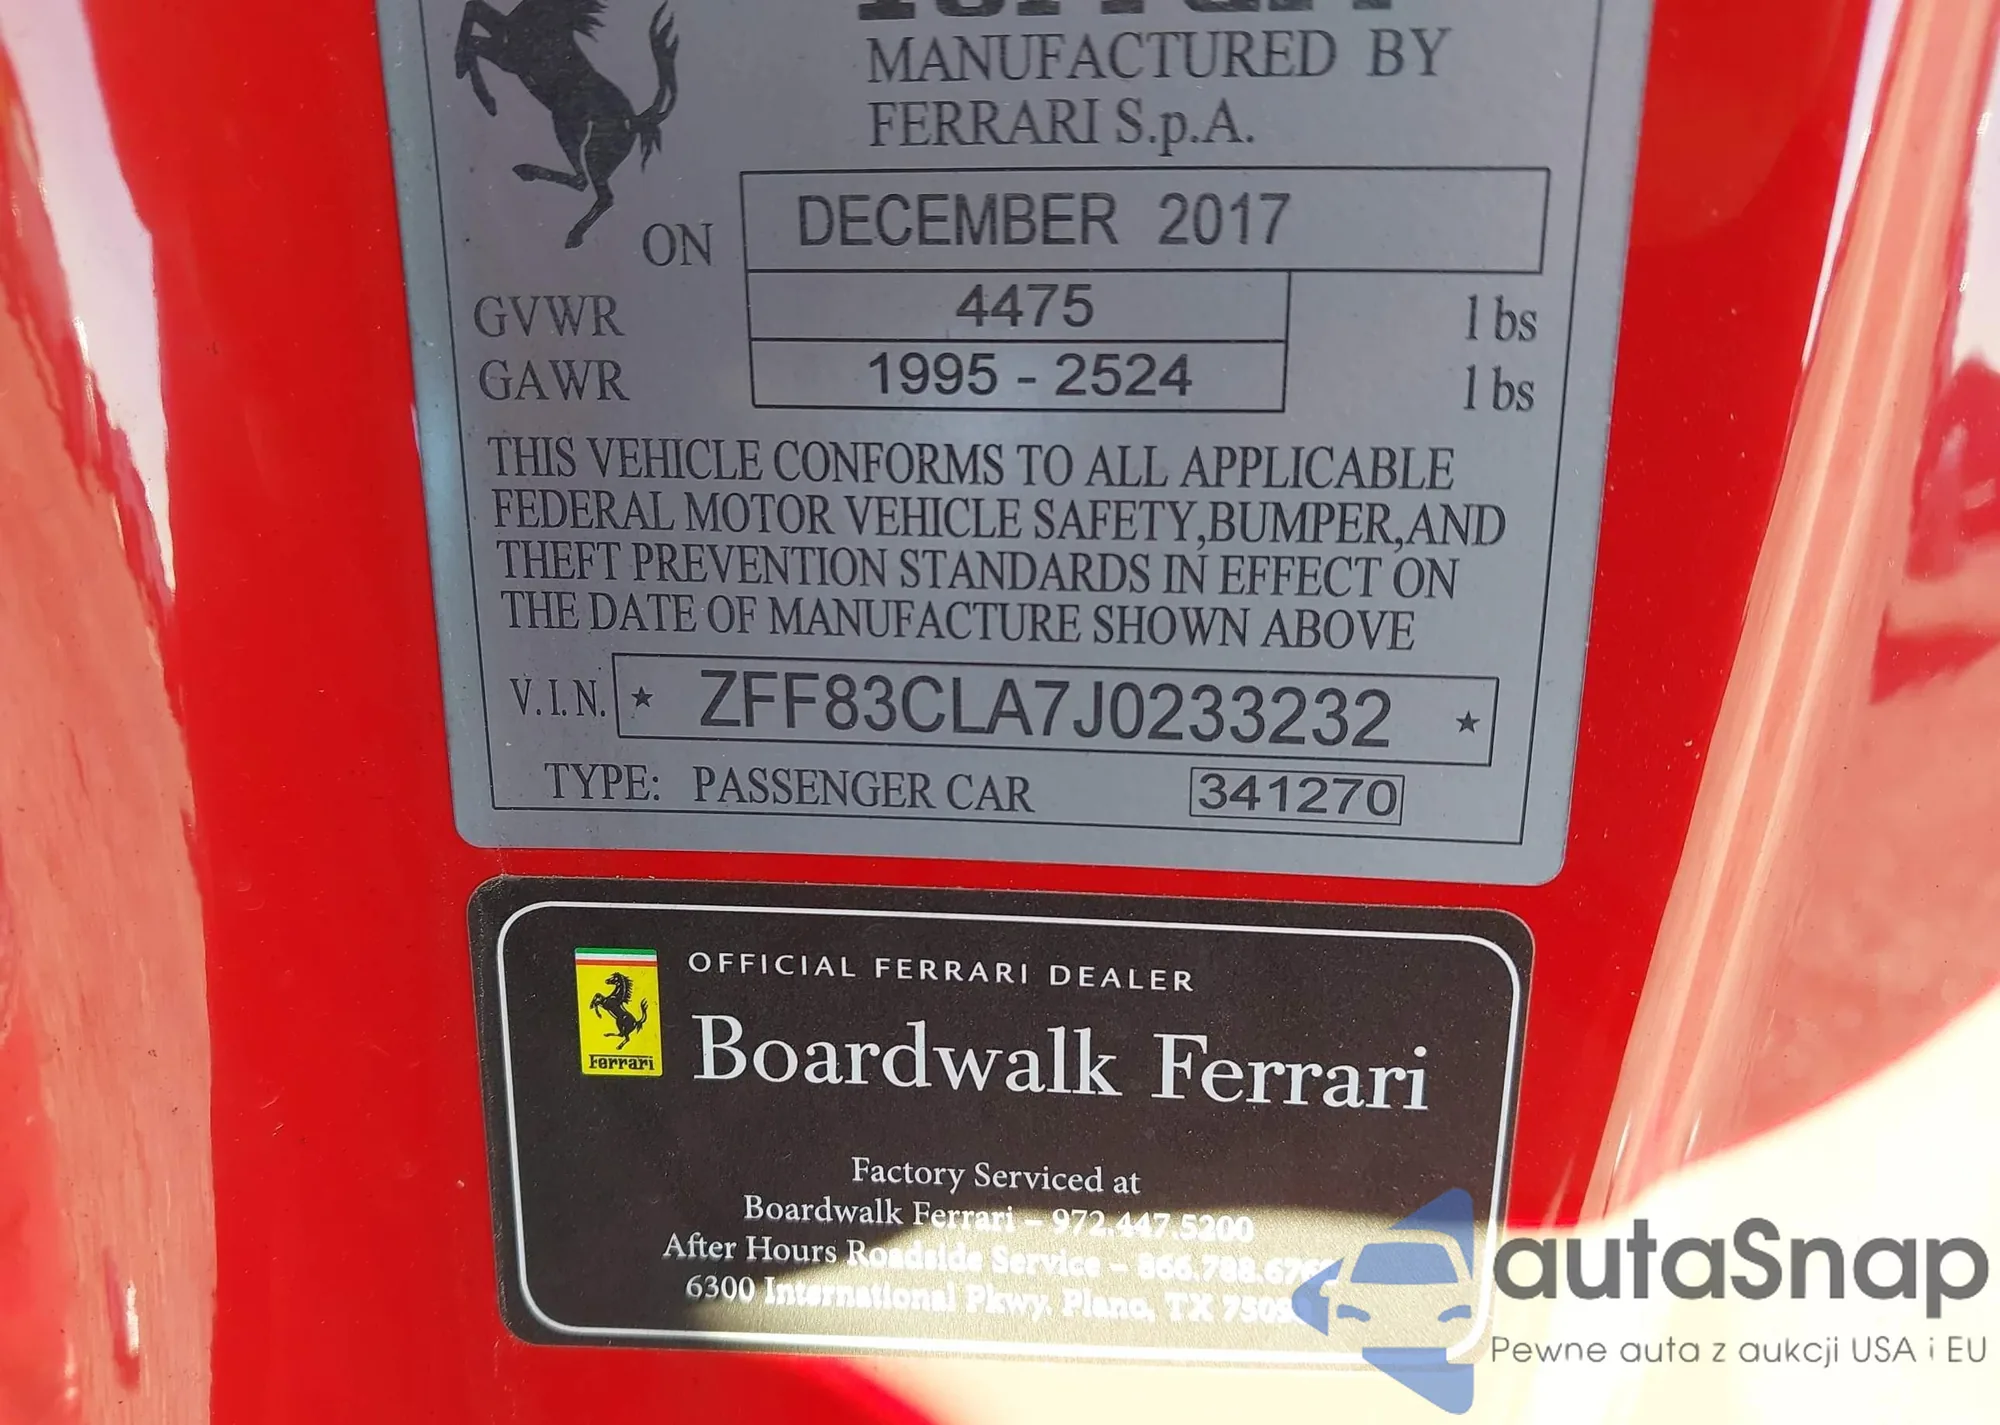 Ferrari
MANUFACTURED BY
FERRARI S.p.A.
ON DECEMBER 2017
GVWR 4475 lbs
GAWR 1995 - 2524 lbs
THIS VEHICLE CONFORMS TO ALL APPLICABLE
FEDERAL MOTOR VEHICLE SAFETY,BUMPER,AND
THEFT PREVENTION STANDARDS IN EFFECT ON
THE DATE OF MANUFACTURE SHOWN ABOVE
V.I.N. ★ ZFF83CLA7J0233232 ★
TYPE: PASSENGER CAR 341270
OFFICIAL FERRARI DEALER
Ferrari
Boardwalk Ferrari
Factory Serviced at
Boardwalk Ferrari – 972.447.5200
After Hours Roadside Service –
6300 International Pkwy. Plano, TX
autaSnap
Pewne auta z aukcji USA i EU